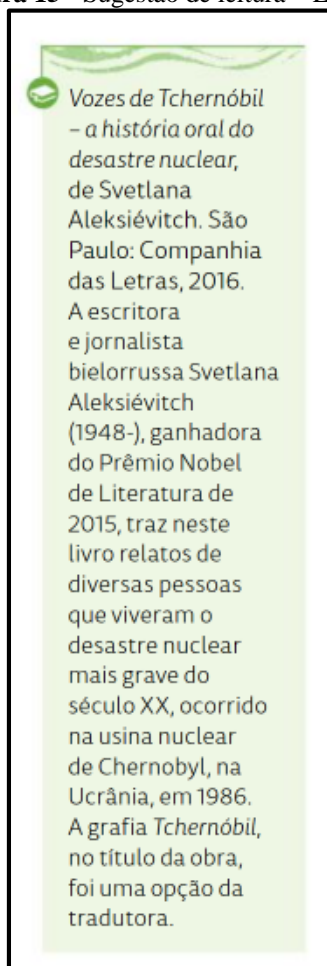 Sugestão de leitura
Vozes de Tchernóbil
– a história oral do
desastre nuclear,
de Svetlana
Aleksiévitch. São
Paulo: Companhia
das Letras, 2016.
A escritora
e jornalista
bielorrussa Svetlana
Aleksiévitch
(1948-), ganhadora
do Prêmio Nobel
de Literatura de
2015, traz neste
livro relatos de
diversas pessoas
que viveram o
desastre nuclear
mais grave do
século XX, ocorrido
na usina nuclear
de Chernobyl, na
Ucrânia, em 1986.
A grafia Tchernóbil,
no título da obra,
foi uma opção da
tradutora.